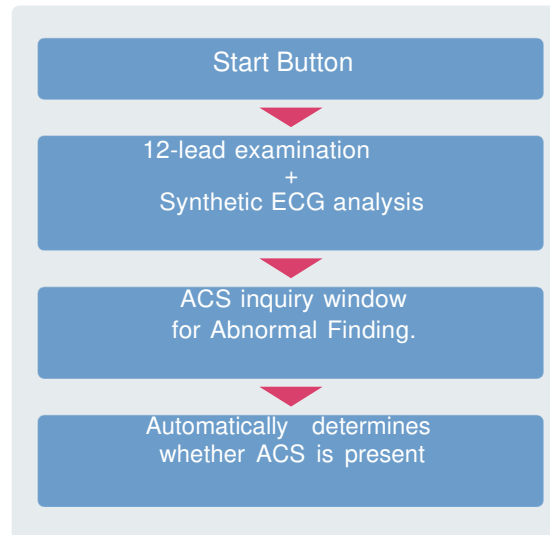 Start Button
12-lead examination
+
Synthetic ECG analysis
ACS inquiry window
for Abnormal Finding.
Automatically determines
whether ACS is present